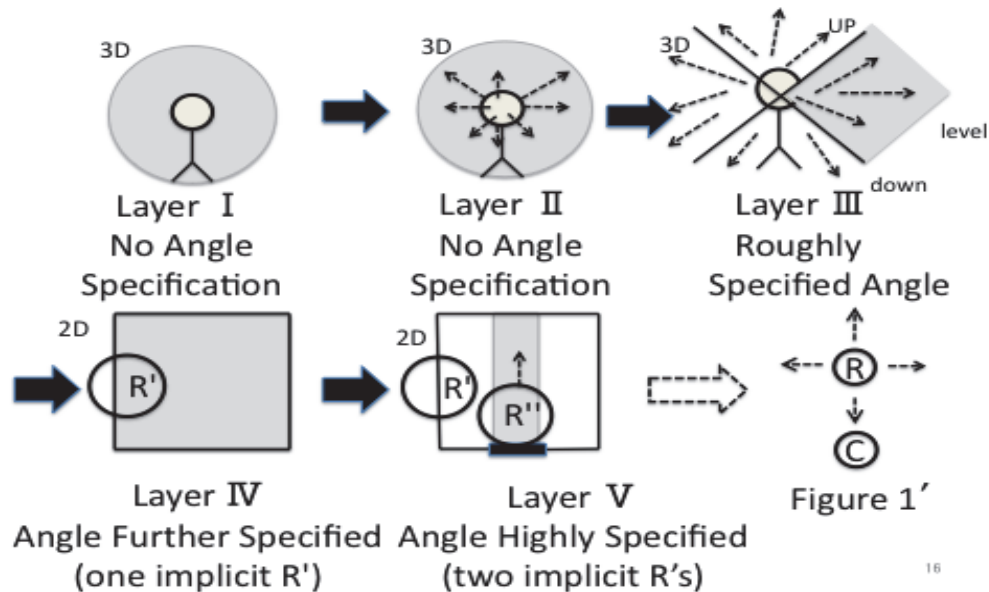 3D
3D
3D
UP
level
down
Layer Ⅰ
No Angle
Specification
Layer Ⅱ
No Angle
Specification
Layer Ⅲ
Roughly
Specified Angle
2D
R'
Layer Ⅳ
Angle Further Specified
(one implicit R')
2D
R'
R''
Layer Ⅴ
Angle Highly Specified
(two implicit R's)
R
C
Figure 1′
16